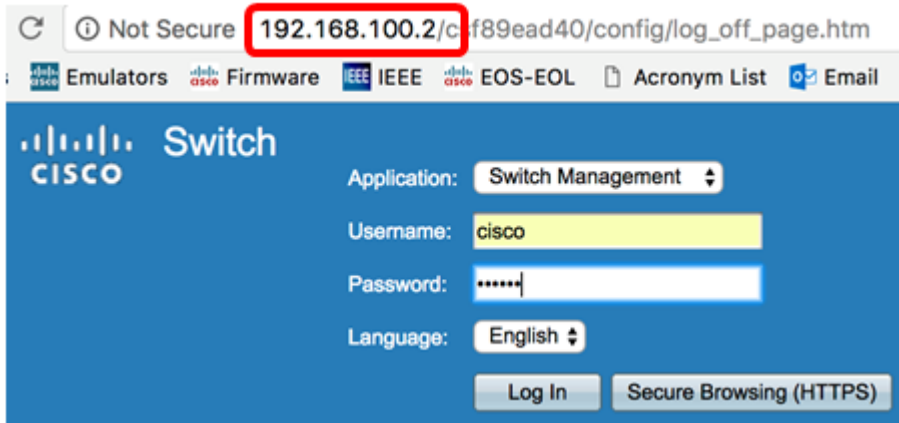 Not Secure 192.168.100.2/csf89ead40/config/log_off_page.htm
Emulators Firmware IEEE IEEE EOS-EOL Acronym List Email
CISCO Switch
Application: Switch Management
Username: cisco
Password: ••••••
Language: English
Log In Secure Browsing (HTTPS)